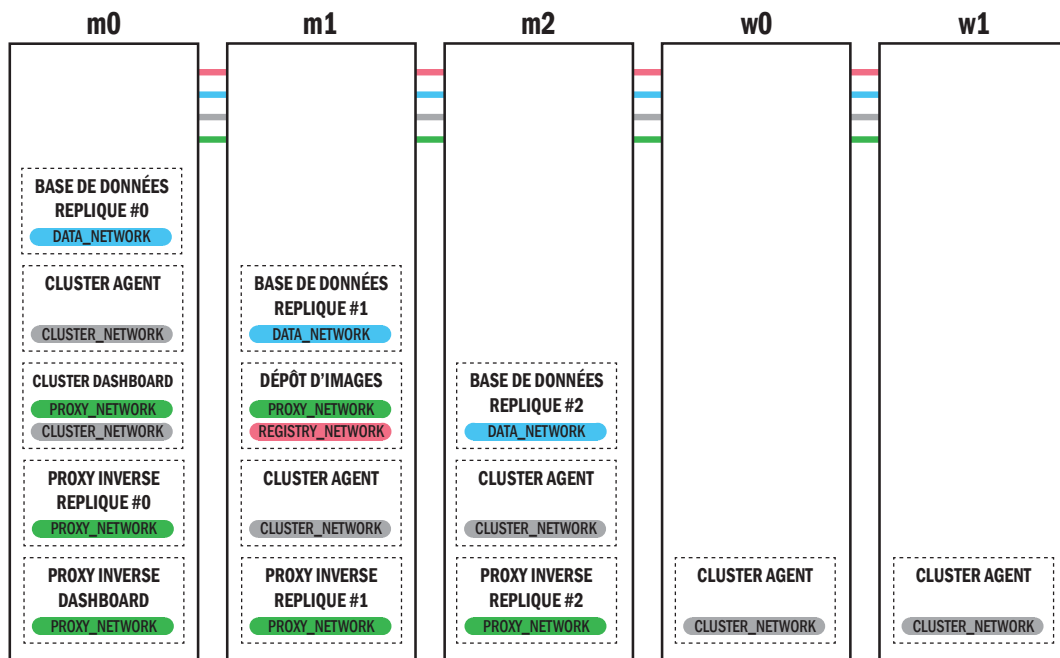 m0
m1
m2
w0
w1
BASE DE DONNÉES
REPLIQUE #0
DATA_NETWORK
CLUSTER AGENT
CLUSTER_NETWORK
CLUSTER DASHBOARD
PROXY_NETWORK
CLUSTER_NETWORK
PROXY INVERSE
REPLIQUE #0
PROXY_NETWORK
PROXY INVERSE
DASHBOARD
PROXY_NETWORK
BASE DE DONNÉES
REPLIQUE #1
DATA_NETWORK
DÉPÔT D'IMAGES
PROXY_NETWORK
REGISTRY_NETWORK
CLUSTER AGENT
CLUSTER_NETWORK
PROXY INVERSE
REPLIQUE #1
PROXY_NETWORK
BASE DE DONNÉES
REPLIQUE #2
DATA_NETWORK
CLUSTER AGENT
CLUSTER_NETWORK
PROXY INVERSE
REPLIQUE #2
PROXY_NETWORK
CLUSTER AGENT
CLUSTER_NETWORK
CLUSTER AGENT
CLUSTER_NETWORK